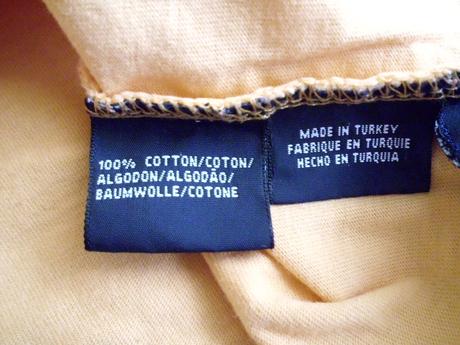 100% COTTON/COTON/
ALGODON/ALGODÃO/
BAUMWOLLE/COTONE
MADE IN TURKEY
FABRIQUE EN TURQUIE
HECHO EN TURQUIA